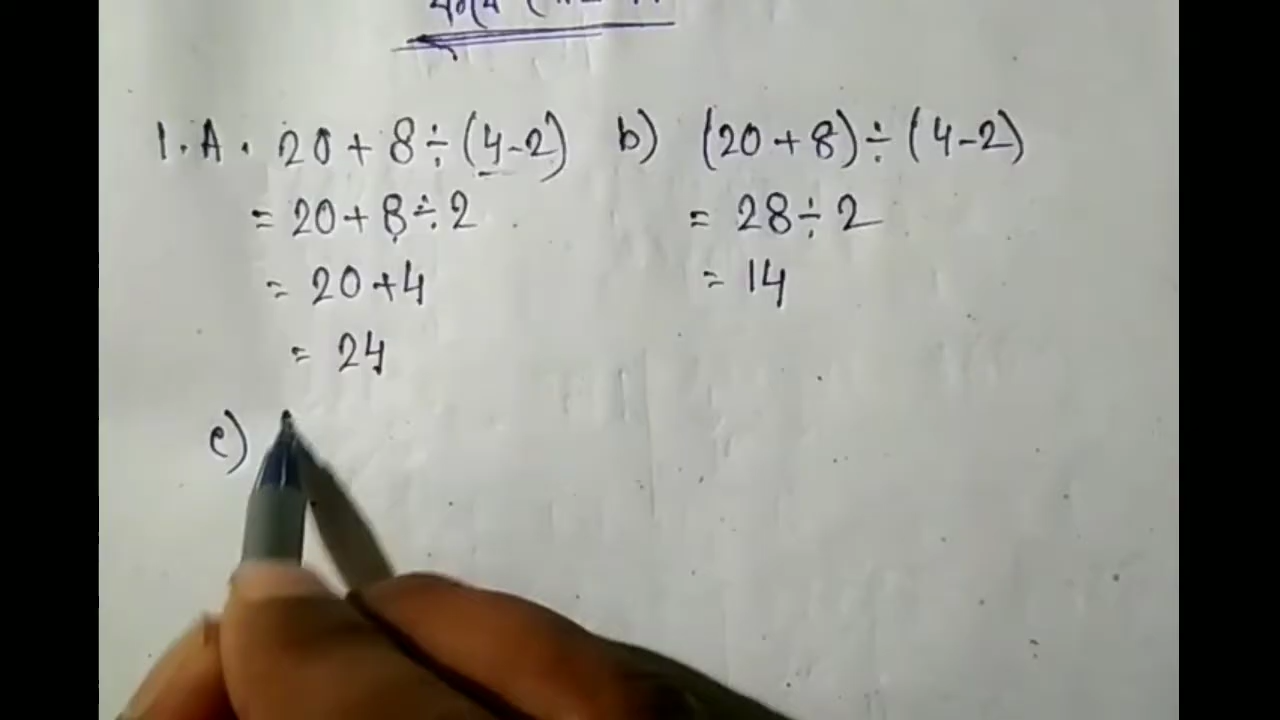 1. A. 20 + 8 ÷ (4-2)
= 20 + 8 ÷ 2
= 20 + 4
= 24
b) (20 + 8) ÷ (4-2)
= 28 ÷ 2
= 14
c)